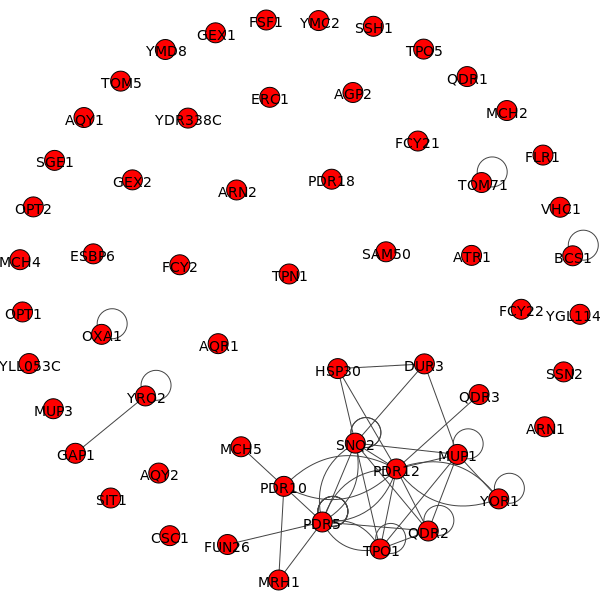 FSF1
YMC2
SSH1
GEX1
YMD8
TPO5
QDR1
TOM5
ERC1
AGP2
MCH2
AQY1
YDR338C
FCY21
FLR1
SGE1
GEX2
ARN2
PDR18
TOM71
OPT2
VHC1
MCH4
ESBP6
FCY2
TPN1
SAM50
ATR1
BCS1
OPT1
FCY22
YGL114
OXA1
AQR1
YLL053C
HSP30
DUR3
SSN2
MUP3
YRO2
QDR3
ARN1
GAP1
MCH5
SNQ2
MUP1
AQY2
PDR12
PDR10
SIT1
YOR1
CSC1
FUN26
PDR5
QDR2
TPO1
MRH1